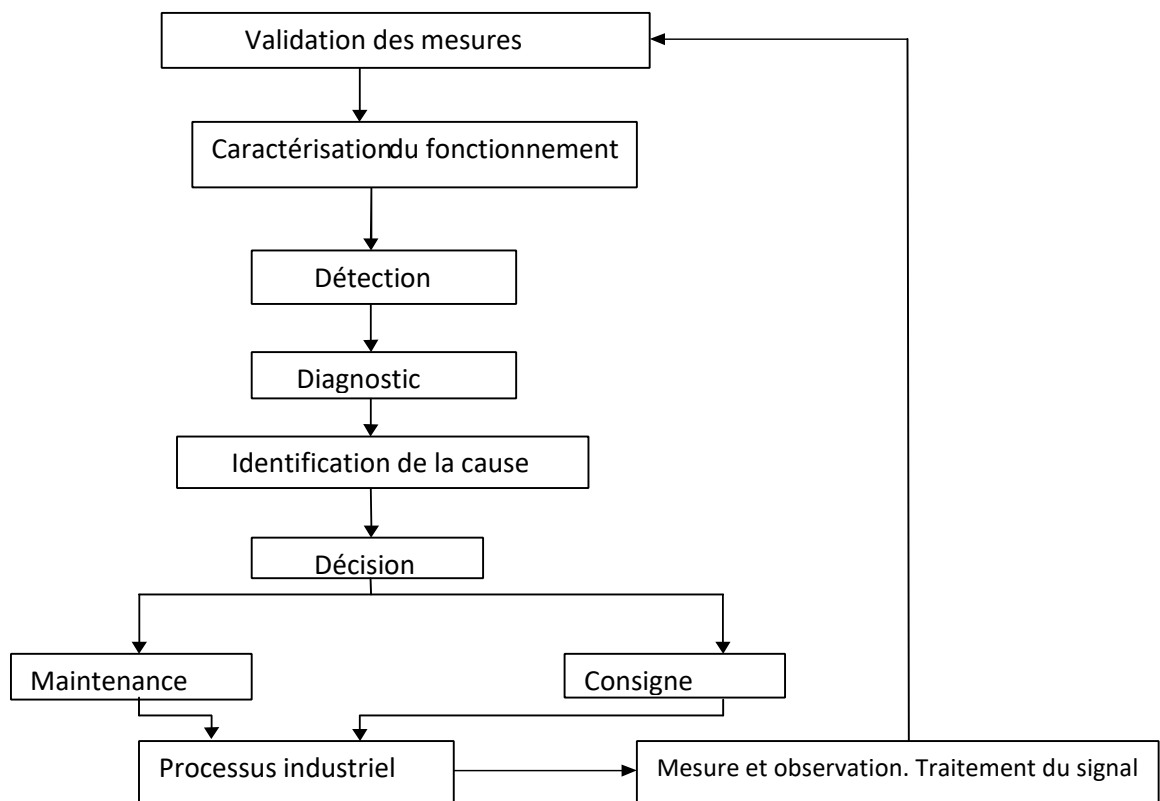 Validation des mesures
Caractérisationdu fonctionnement
Détection
Diagnostic
Identification de la cause
Décision
Maintenance
Consigne
Processus industriel
Mesure et observation. Traitement du signal